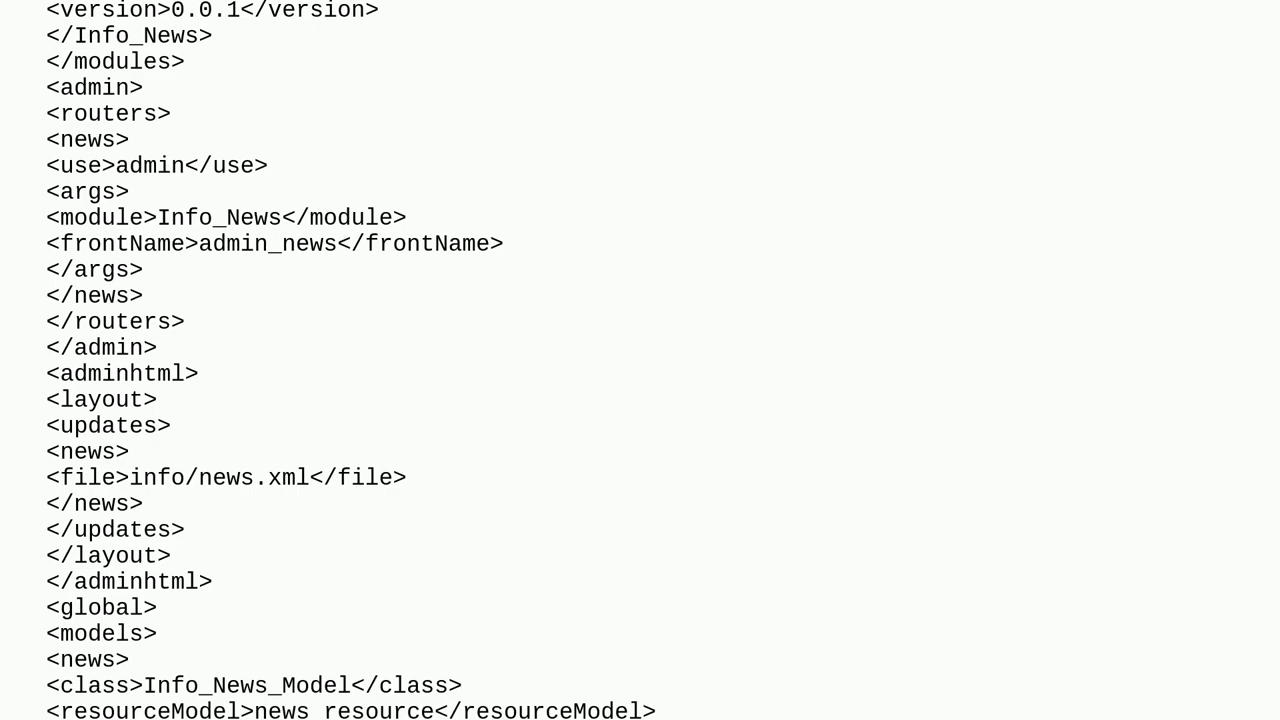 <version>0.0.1</version>
</Info_News>
</modules>
<admin>
<routers>
<news>
<use>admin</use>
<args>
<module>Info_News</module>
<frontName>admin_news</frontName>
</args>
</news>
</routers>
</admin>
<adminhtml>
<layout>
<updates>
<news>
<file>info/news.xml</file>
</news>
</updates>
</layout>
</adminhtml>
<global>
<models>
<news>
<class>Info_News_Model</class>
<resourceModel>news_resource</resourceModel>